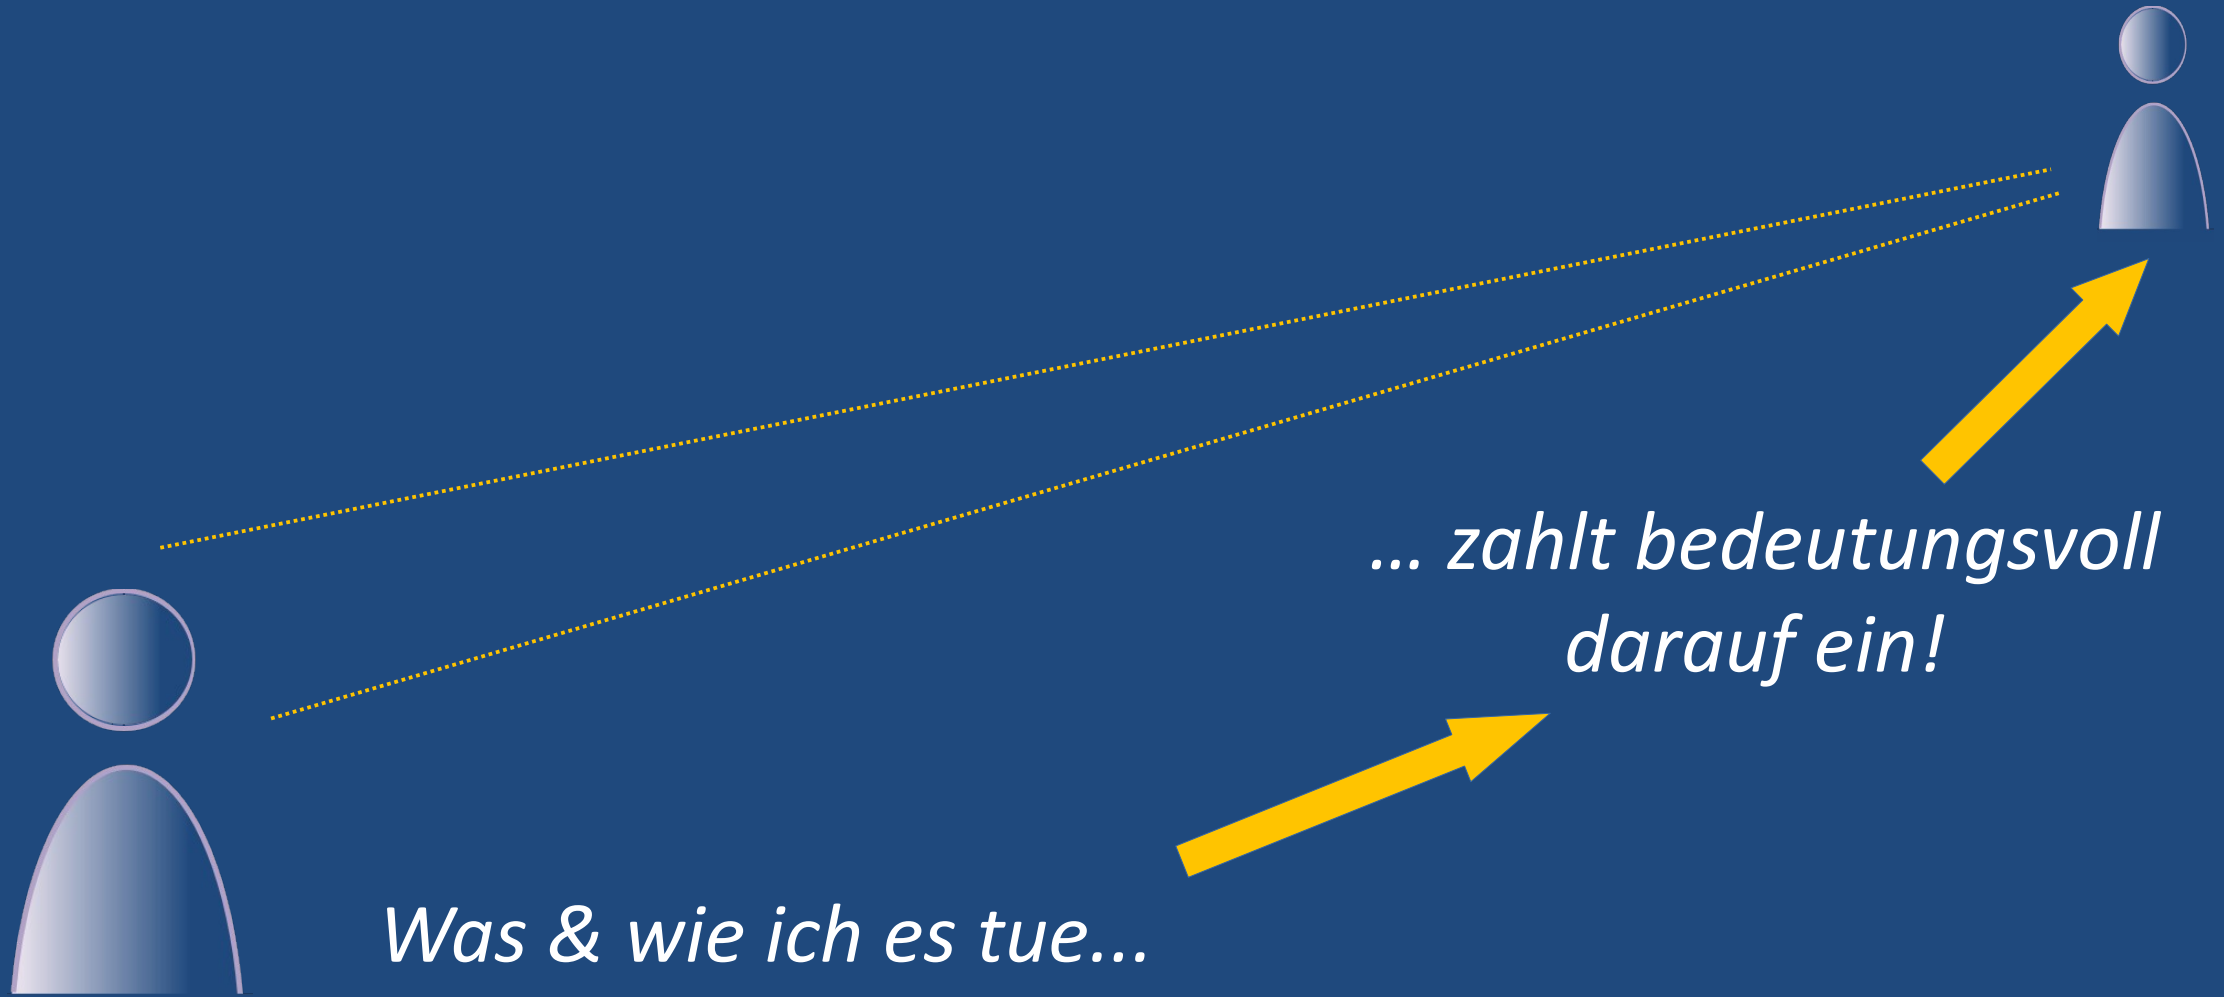 ... zahlt bedeutungsvoll
darauf ein!
Was & wie ich es tue...